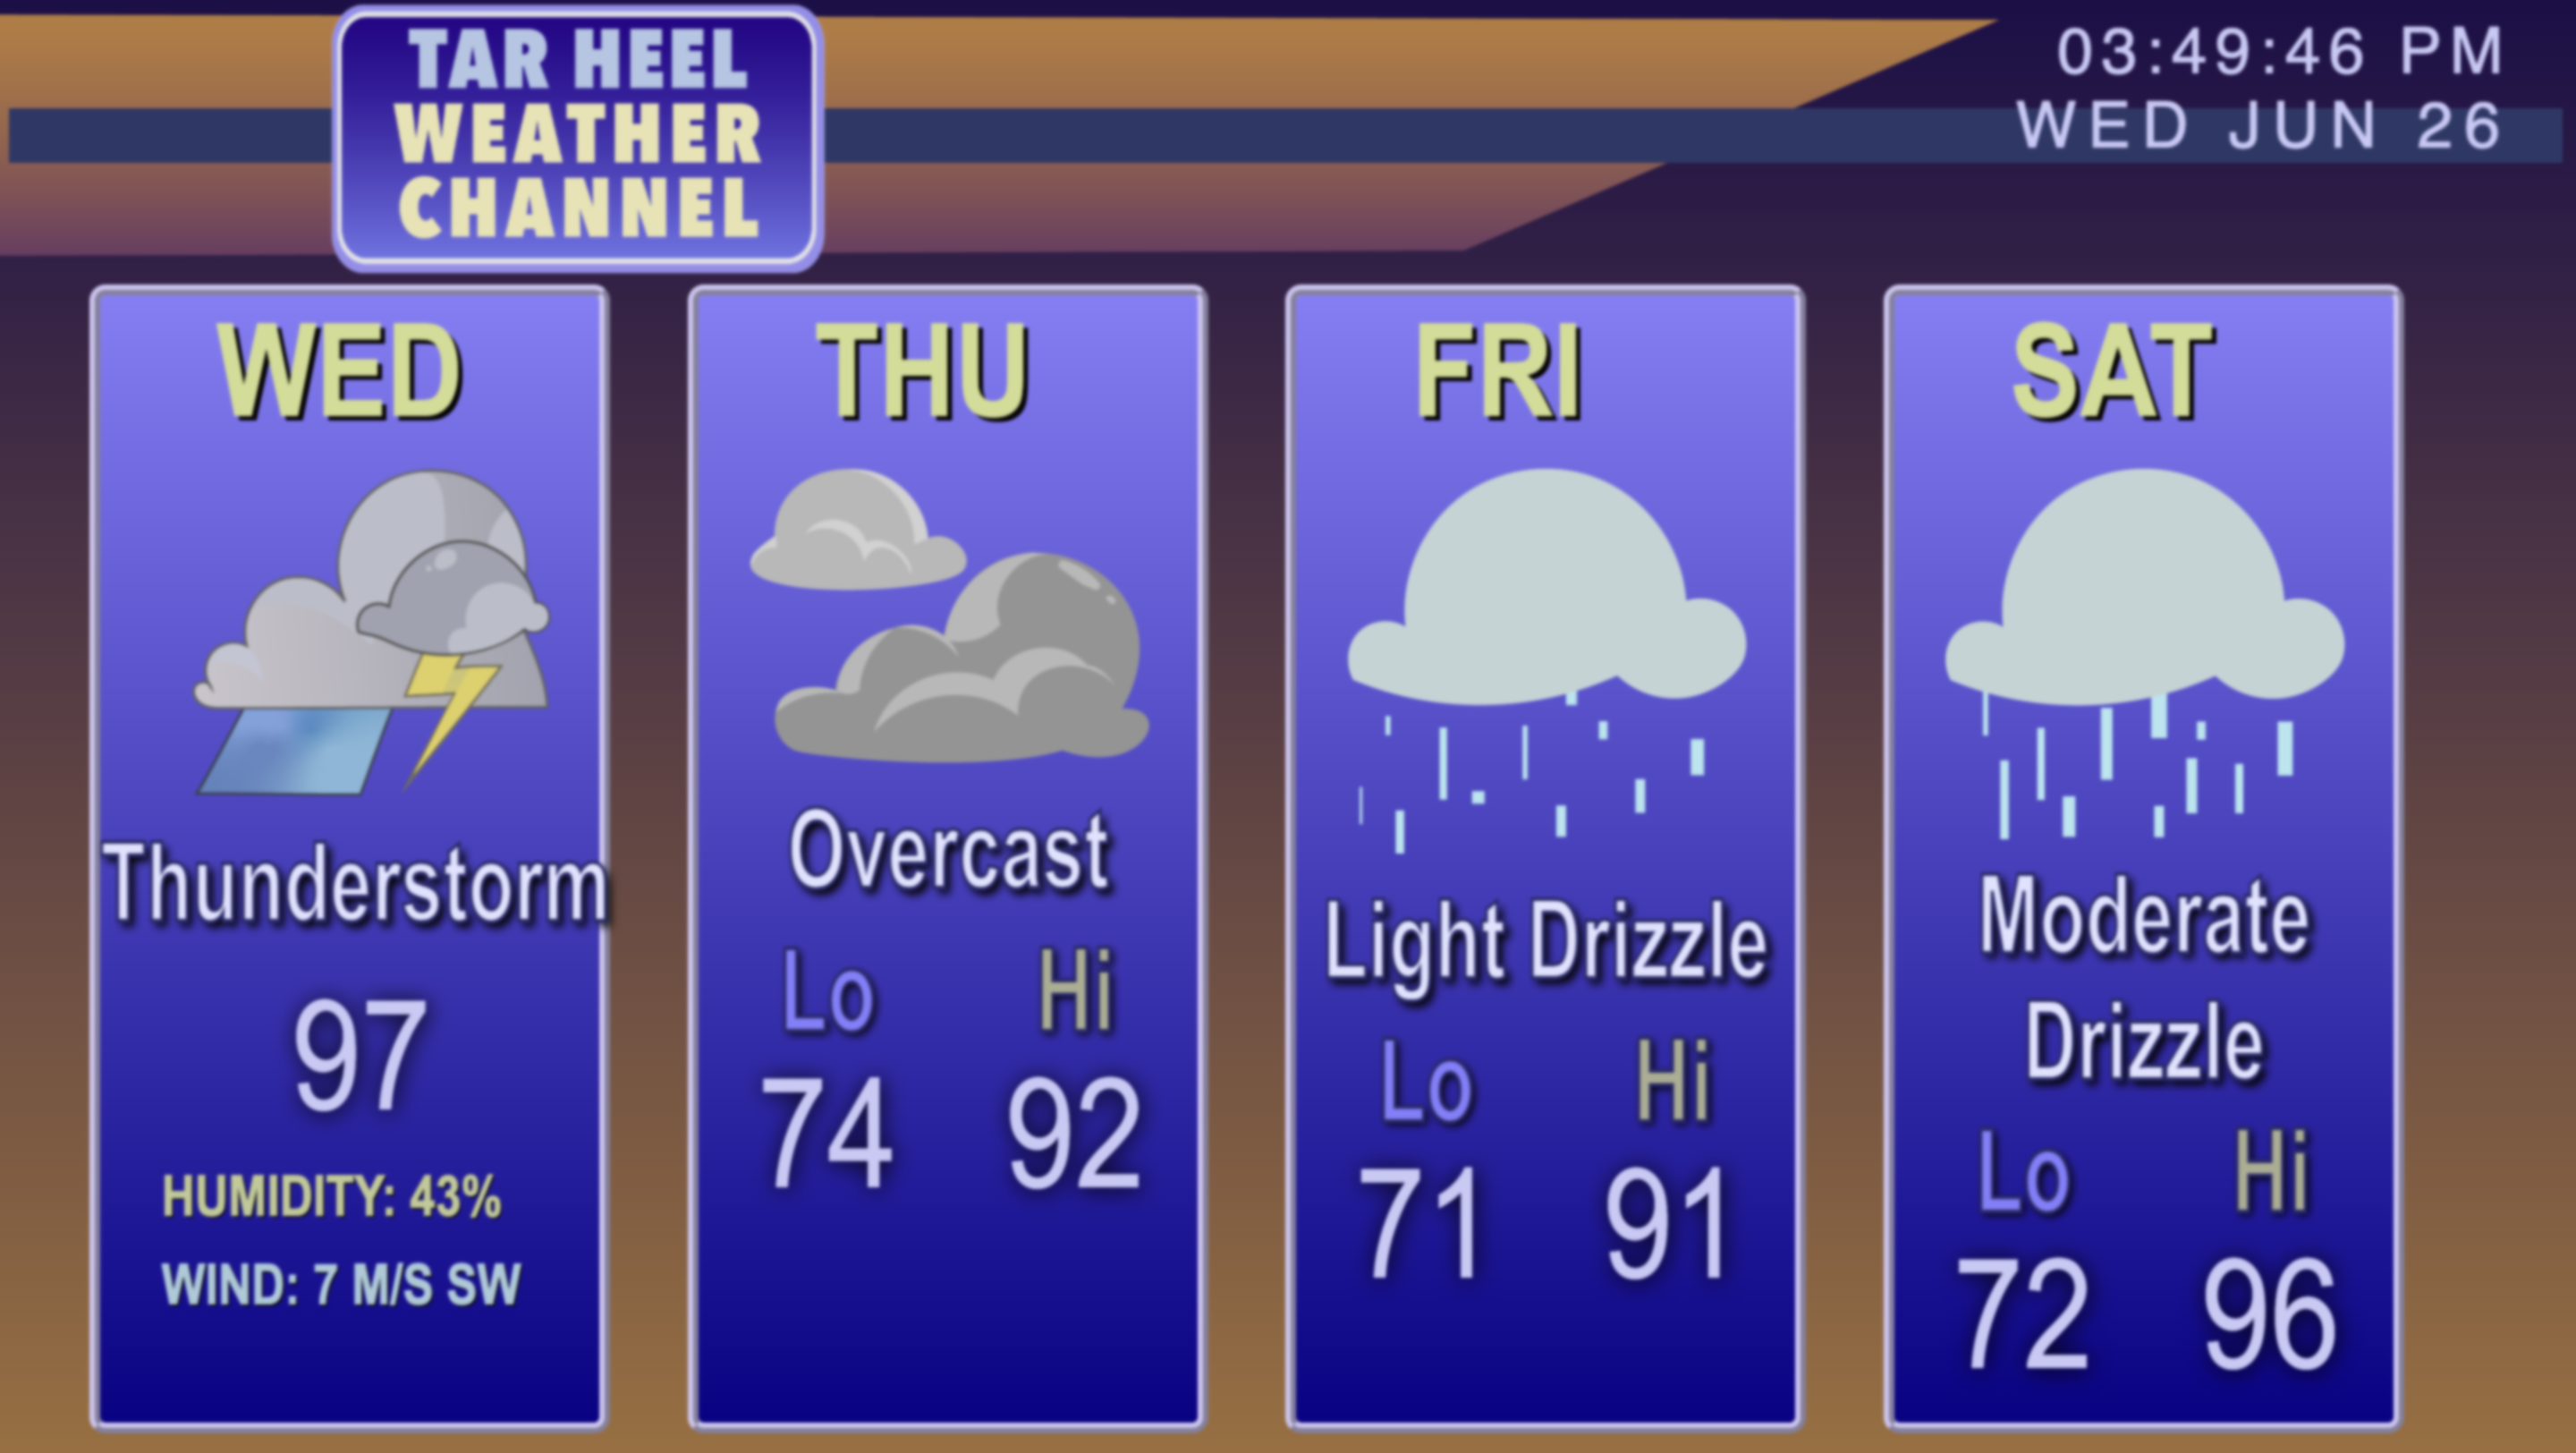 TAR HEEL
WEATHER
CHANNEL
03:49:46 PM
WED JUN 26
WED
Thunderstorm
97
HUMIDITY: 43%
WIND: 7 M/S SW
THU
Overcast
Lo Hi
74 92
FRI
Light Drizzle
Lo Hi
71 91
SAT
Moderate
Drizzle
Lo Hi
72 96